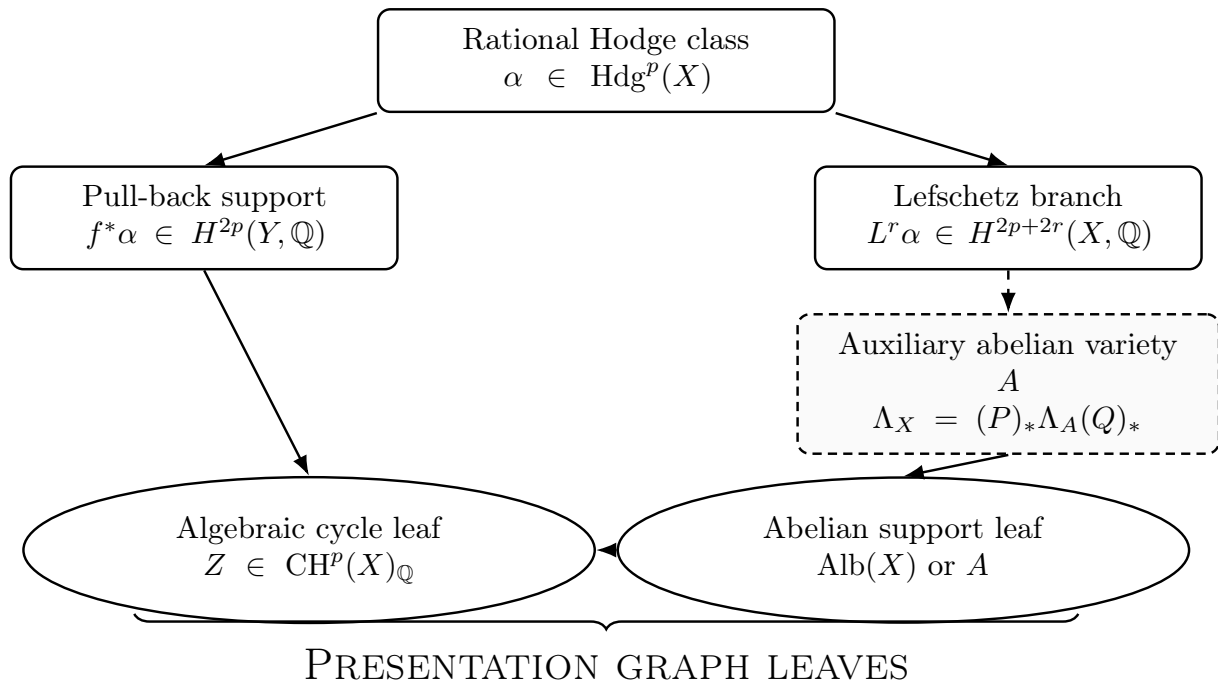 Rational Hodge class
α ∈ Hdg^p(X)
Pull-back support
f*α ∈ H^{2p}(Y, ℚ)
Lefschetz branch
L^rα ∈ H^{2p+2r}(X, ℚ)
Auxiliary abelian variety
A
Λ_X = (P)_*Λ_A(Q)_*
Algebraic cycle leaf
Z ∈ CH^p(X)_ℚ
Abelian support leaf
Alb(X) or A
PRESENTATION GRAPH LEAVES